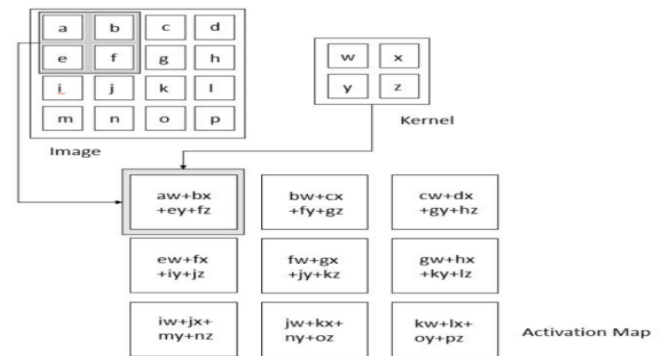 a b c d
e f g h
i j k l
m n o p
Image
w x
y z
Kernel
aw+bx
+ey+fz
bw+cx
+fy+gz
cw+dx
+gy+hz
ew+fx
+iy+jz
fw+gx
+jy+kz
gw+hx
+ky+lz
iw+jx+
my+nz
jw+kx+
ny+oz
kw+lx+
oy+pz
Activation Map